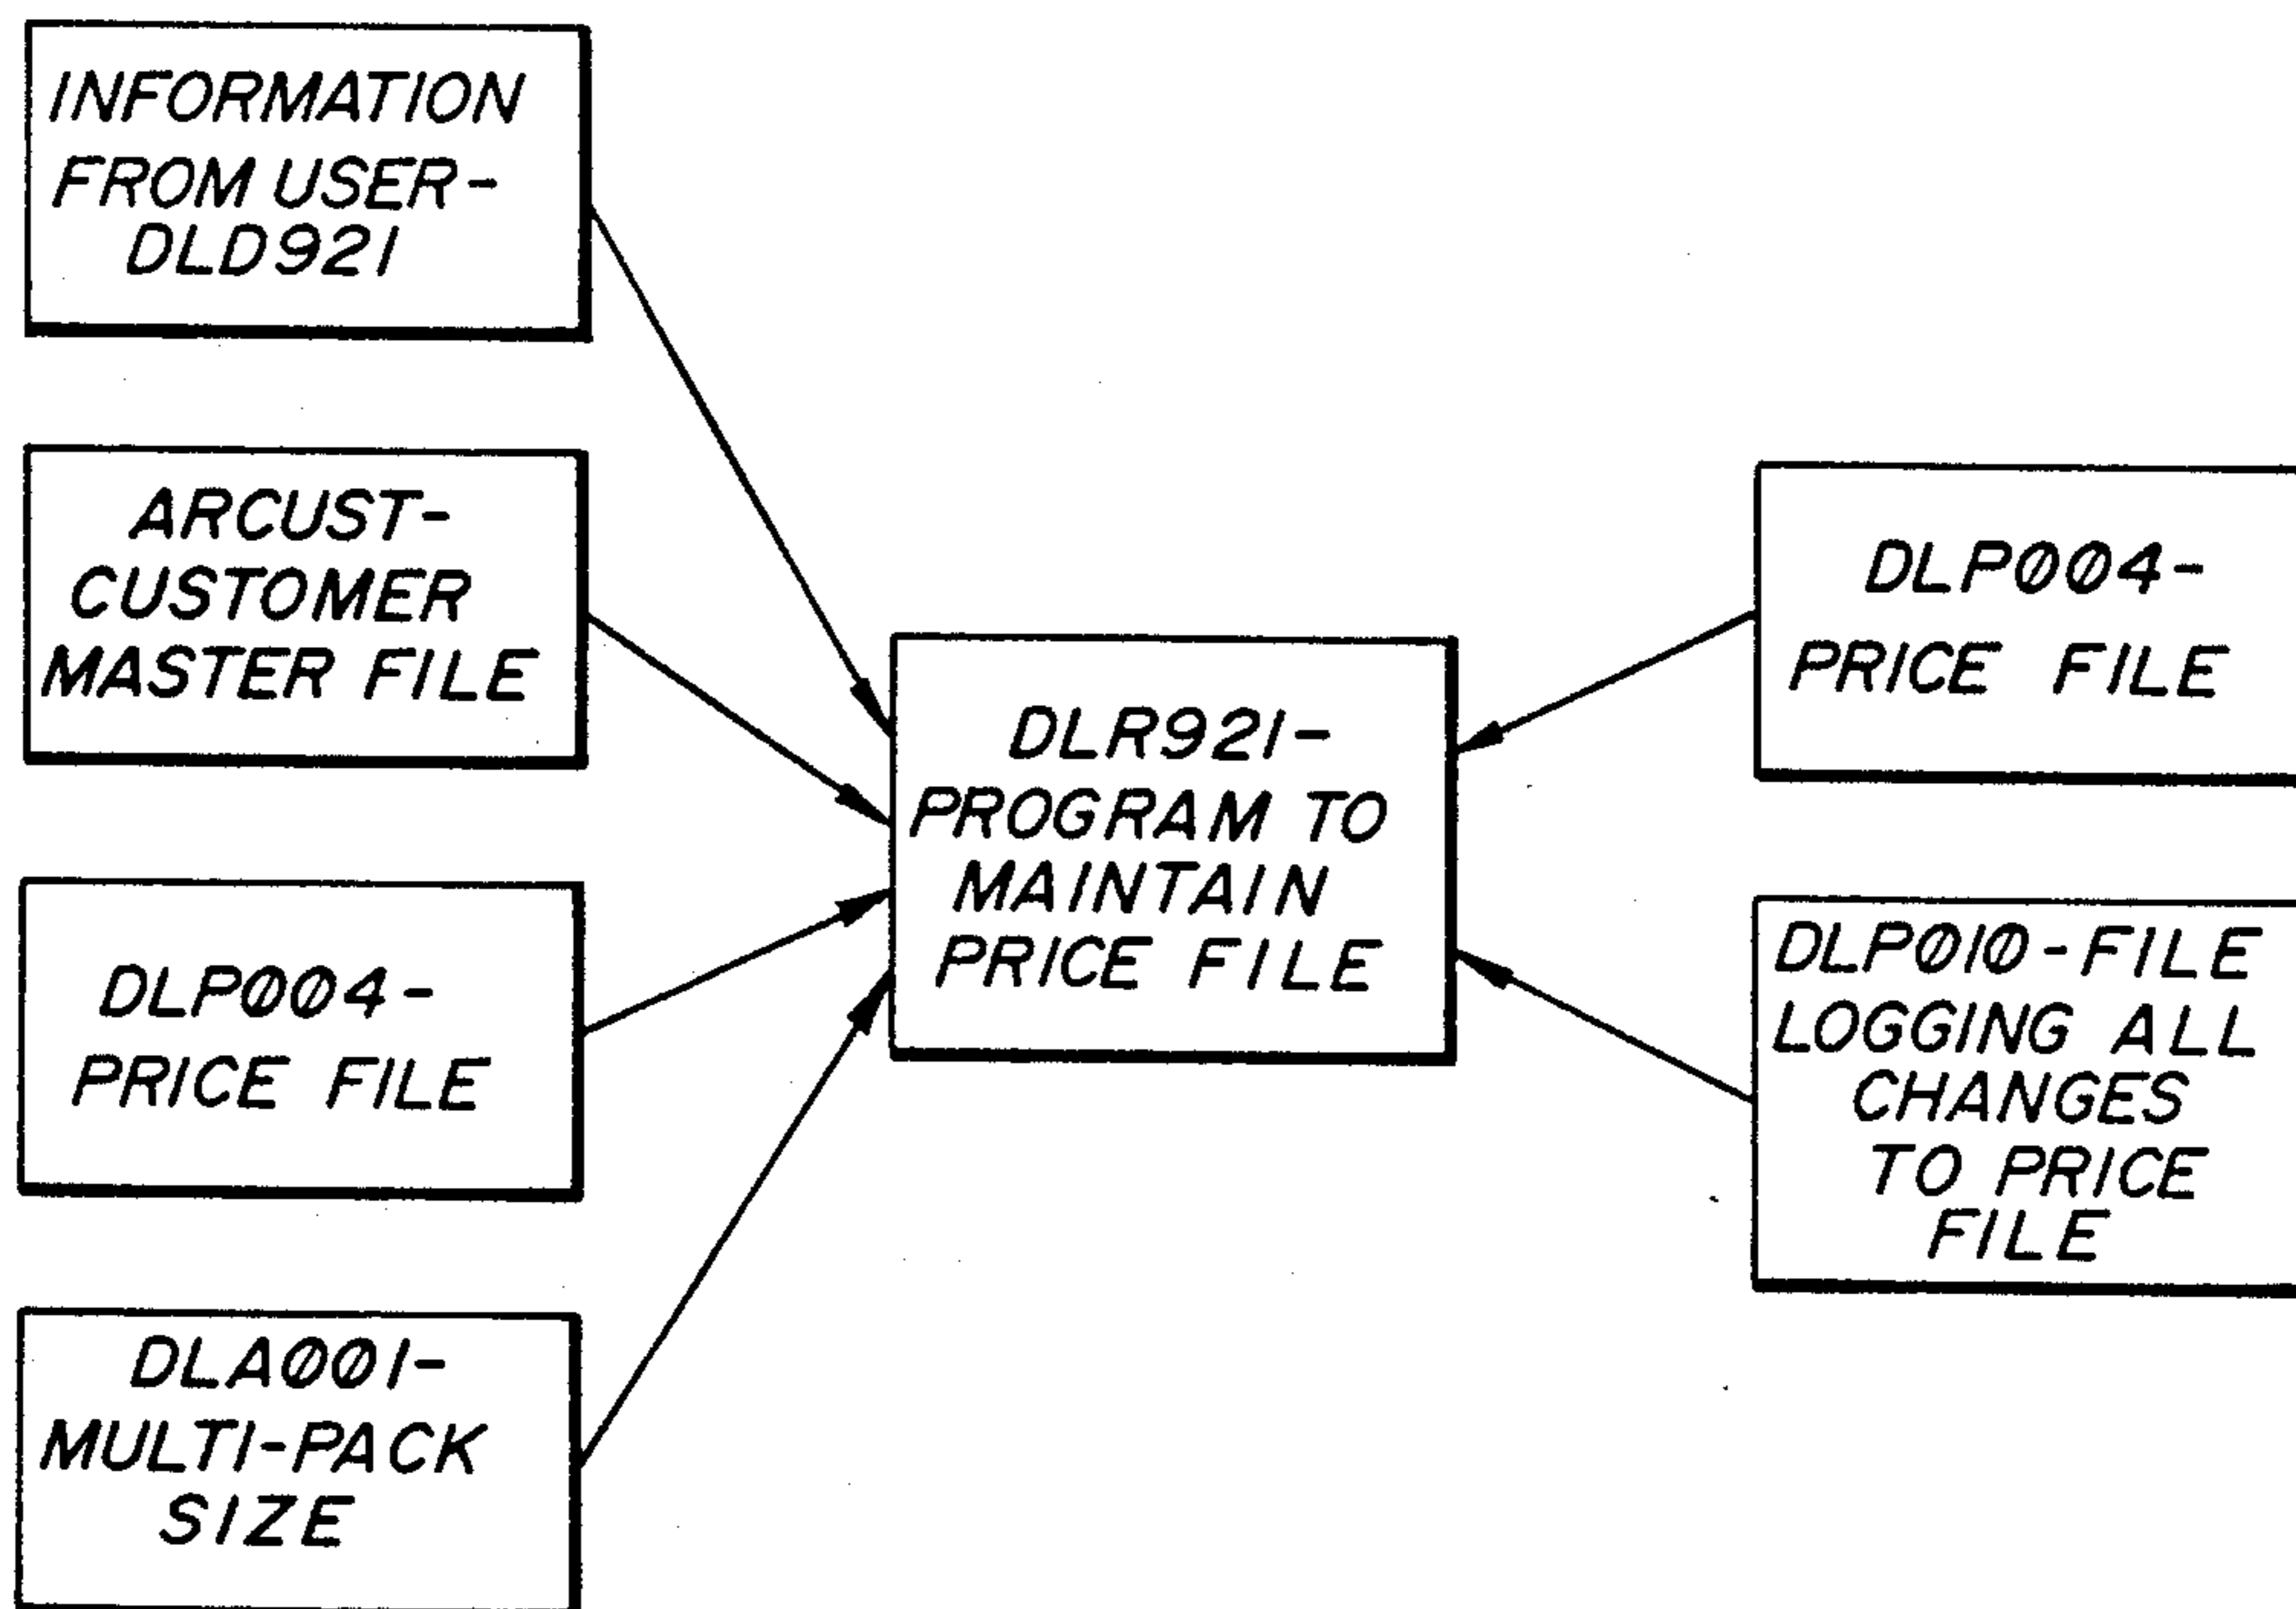 INFORMATION
FROM USER-
DLD921
ARCUST-
CUSTOMER
MASTER FILE
DLP004-
PRICE FILE
DLA001-
MULTI-PACK
SIZE
DLR921-
PROGRAM TO
MAINTAIN
PRICE FILE
DLP004-
PRICE FILE
DLP010-FILE
LOGGING ALL
CHANGES
TO PRICE
FILE